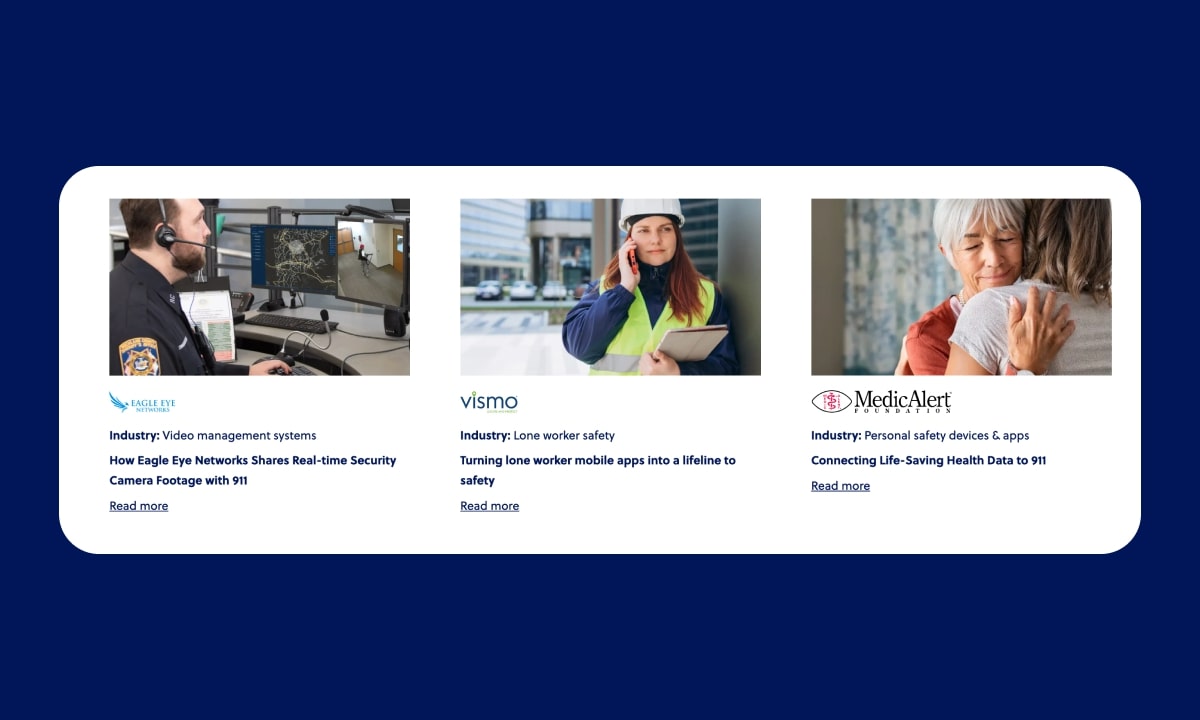 EAGLE EYE
NETWORKS
Industry: Video management systems
How Eagle Eye Networks Shares Real-time Security
Camera Footage with 911
Read more
vismo
Industry: Lone worker safety
Turning lone worker mobile apps into a lifeline to
safety
Read more
MedicAlert
FOUNDATION
Industry: Personal safety devices & apps
Connecting Life-Saving Health Data to 911
Read more